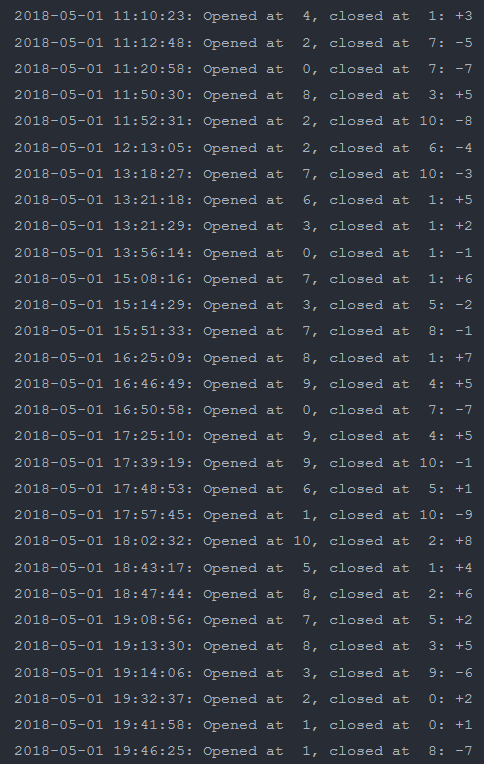 2018-05-01 11:10:23: Opened at  4, closed at  1: +3
2018-05-01 11:12:48: Opened at  2, closed at  7: -5
2018-05-01 11:20:58: Opened at  0, closed at  7: -7
2018-05-01 11:50:30: Opened at  8, closed at  3: +5
2018-05-01 11:52:31: Opened at  2, closed at 10: -8
2018-05-01 12:13:05: Opened at  2, closed at  6: -4
2018-05-01 13:18:27: Opened at  7, closed at 10: -3
2018-05-01 13:21:18: Opened at  6, closed at  1: +5
2018-05-01 13:21:29: Opened at  3, closed at  1: +2
2018-05-01 13:56:14: Opened at  0, closed at  1: -1
2018-05-01 15:08:16: Opened at  7, closed at  1: +6
2018-05-01 15:14:29: Opened at  3, closed at  5: -2
2018-05-01 15:51:33: Opened at  7, closed at  8: -1
2018-05-01 16:25:09: Opened at  8, closed at  1: +7
2018-05-01 16:46:49: Opened at  9, closed at  4: +5
2018-05-01 16:50:58: Opened at  0, closed at  7: -7
2018-05-01 17:25:10: Opened at  9, closed at  4: +5
2018-05-01 17:39:19: Opened at  9, closed at 10: -1
2018-05-01 17:48:53: Opened at  6, closed at  5: +1
2018-05-01 17:57:45: Opened at  1, closed at 10: -9
2018-05-01 18:02:32: Opened at 10, closed at  2: +8
2018-05-01 18:43:17: Opened at  5, closed at  1: +4
2018-05-01 18:47:44: Opened at  8, closed at  2: +6
2018-05-01 19:08:56: Opened at  7, closed at  5: +2
2018-05-01 19:13:30: Opened at  8, closed at  3: +5
2018-05-01 19:14:06: Opened at  3, closed at  9: -6
2018-05-01 19:32:37: Opened at  2, closed at  0: +2
2018-05-01 19:41:58: Opened at  1, closed at  0: +1
2018-05-01 19:46:25: Opened at  1, closed at  8: -7